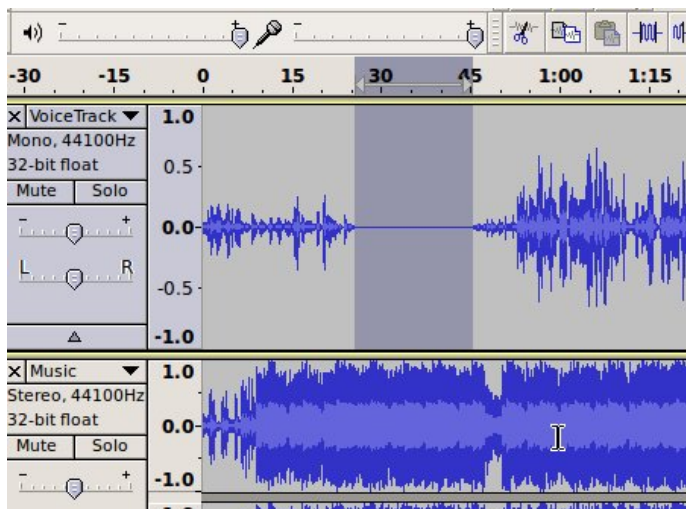 - + - +
-30 -15 0 15 30 45 1:00 1:15
× VoiceTrack ▼ 1.0
Mono, 44100Hz
32-bit float 0.5
Mute Solo
- + 0.0
L R
-0.5
-1.0
× Music ▼ 1.0
Stereo, 44100Hz
32-bit float 0.0
Mute Solo
- + -1.0